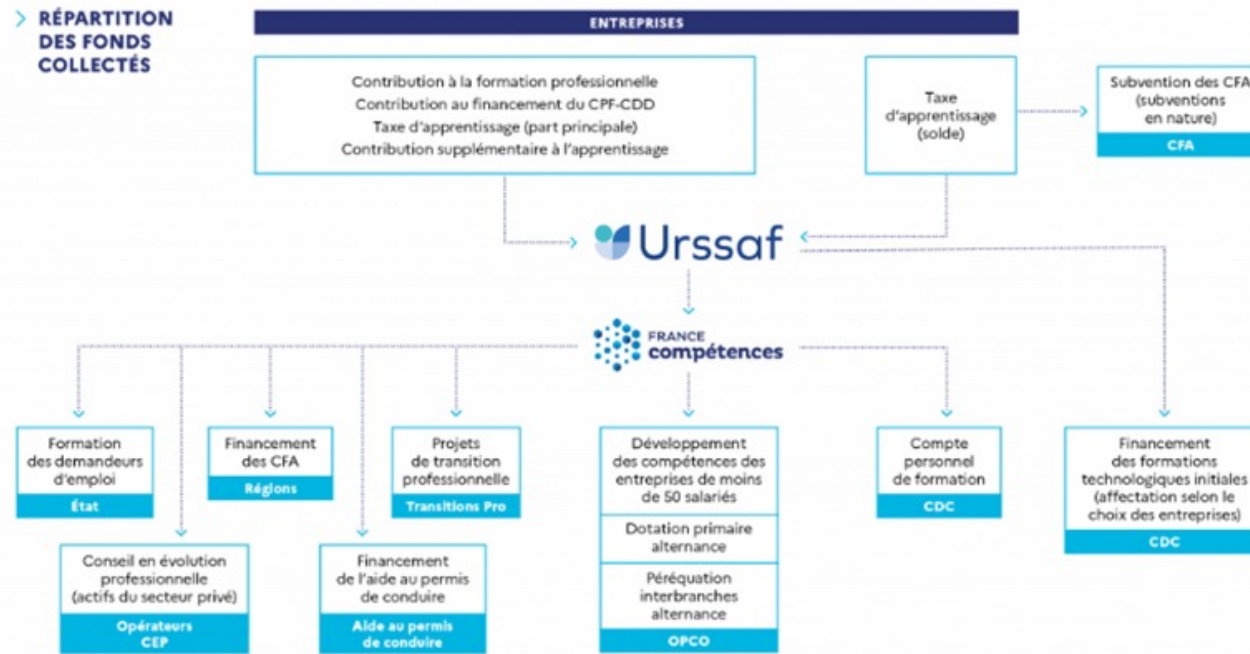 RÉPARTITION
DES FONDS
COLLECTÉS
ENTREPRISES
Contribution à la formation professionnelle
Contribution au financement du CPF-CDD
Taxe d'apprentissage (part principale)
Contribution supplémentaire à l'apprentissage
Taxe
d'apprentissage
(solde)
Subvention des CFA
(subventions
en nature)
CFA
Urssaf
FRANCE
compétences
Formation
des demandeurs
d'emploi
État
Financement
des CFA
Régions
Projets
de transition
professionnelle
Transitions Pro
Développement
des compétences des
entreprises de moins
de 50 salariés
Dotation primaire
alternance
Péréquation
interbranches
alternance
OPCO
Compte
personnel
de formation
CDC
Financement
des formations
technologiques initiales
(affectation selon le
choix des entreprises)
CDC
Conseil en évolution
professionnelle
(actifs du secteur privé)
Opérateurs
CEP
Financement
de l'aide au permis
de conduire
Aide au permis
de conduire